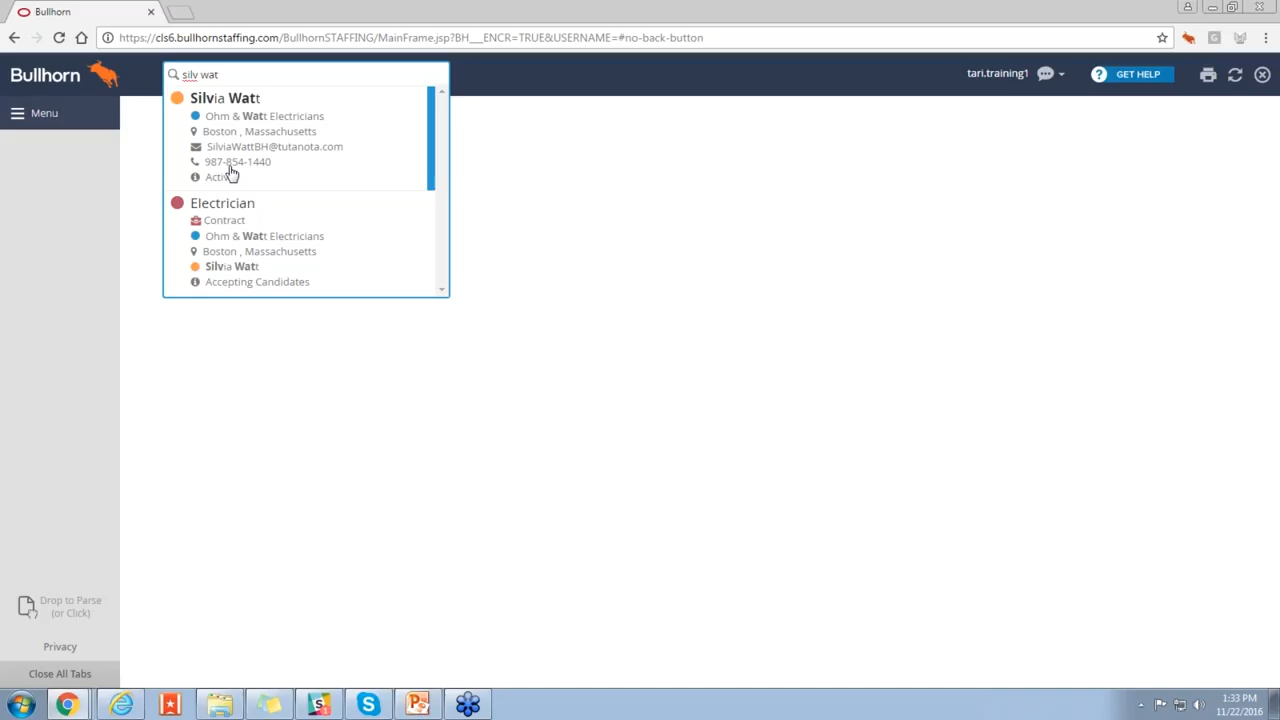 Bullhorn
https://cls6.bullhornstaffing.com/BullhornSTAFFING/MainFrame.jsp?BH___ENCR=TRUE&USERNAME=#no-back-button
Bullhorn
silv wat
tari.training1
? GET HELP
Menu
Silvia Watt
Ohm & Watt Electricians
Boston , Massachusetts
SilviaWattBH@tutanota.com
987-854-1440
Electrician
Contract
Ohm & Watt Electricians
Boston , Massachusetts
Silvia Watt
Accepting Candidates
Drop to Parse
(or Click)
Privacy
Close All Tabs
1:33 PM
11/22/2016